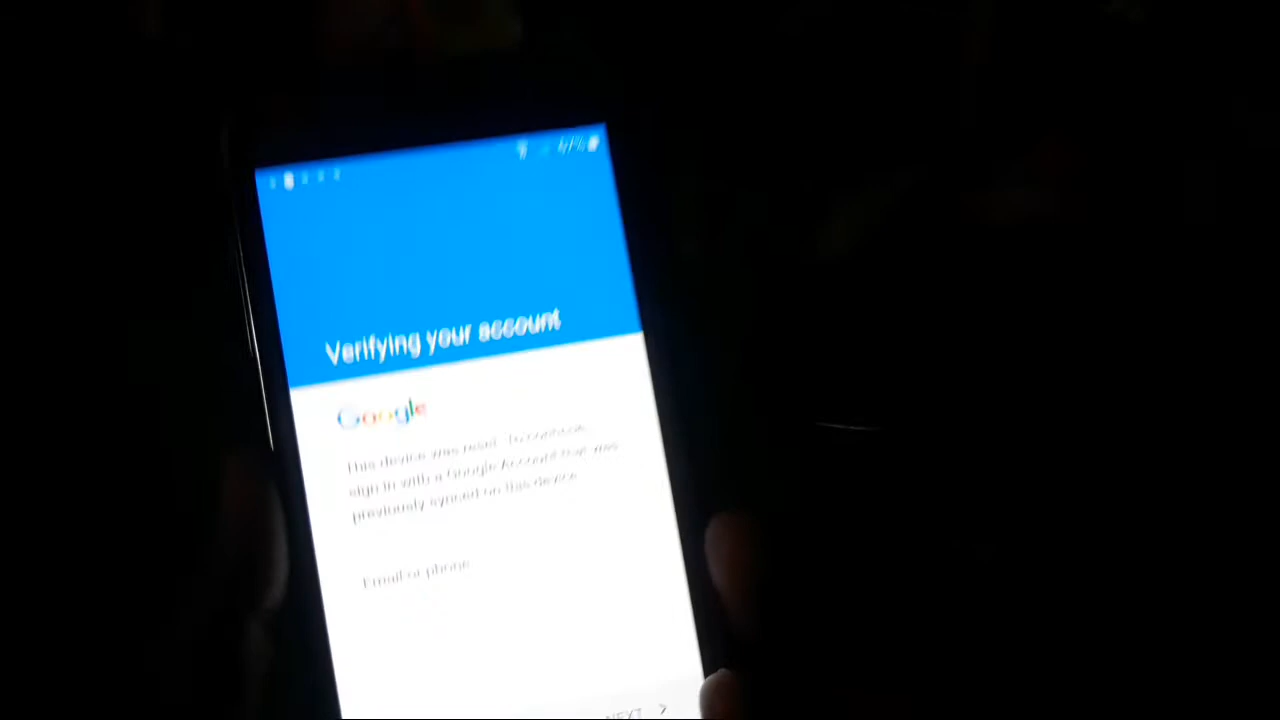 Verifying your account
Google
This device was reset. To continue,
sign in with a Google Account that was
previously synced on this device.
Email or phone
NEXT